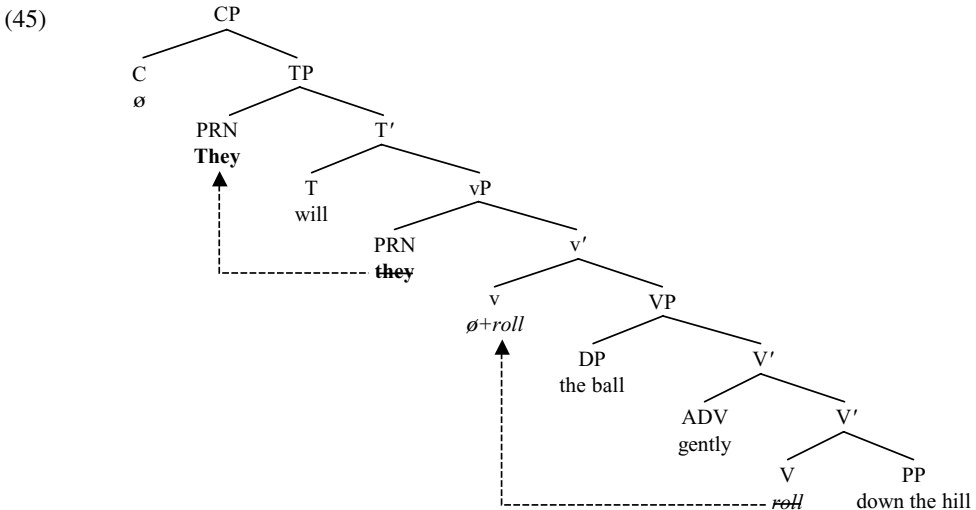 (45)
CP
C TP
ø
PRN T′
They
T vP
will
PRN v′
they
v VP
ø+roll
DP V′
the ball
ADV V′
gently
V PP
roll down the hill